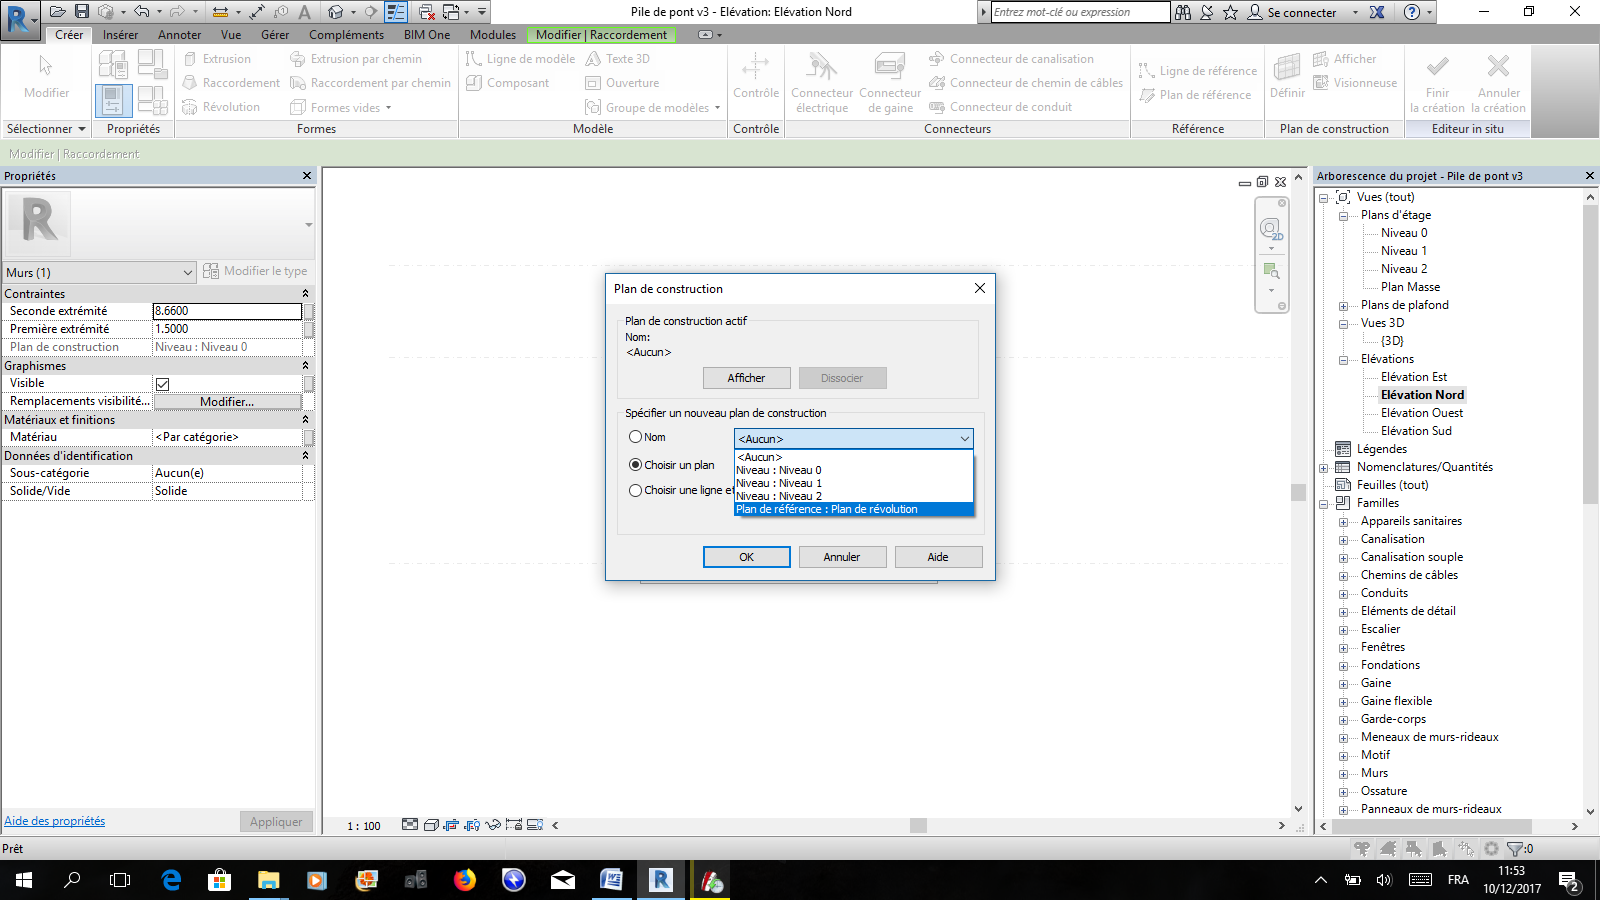 Pile de pont v3 - Elévation: Elévation Nord
Entrez mot-clé ou expression
Se connecter
Créer
Insérer
Annoter
Vue
Gérer
Compléments
BIM One
Modules
Modifier | Raccordement
Modifier
Extrusion
Raccordement
Révolution
Extrusion par chemin
Raccordement par chemin
Formes vides
Ligne de modèle
Composant
Texte 3D
Ouverture
Groupe de modèles
Contrôle
Connecteur électrique
Connecteur de gaine
Connecteur de canalisation
Connecteur de chemin de câbles
Connecteur de conduit
Ligne de référence
Plan de référence
Définir
Afficher
Visionneuse
Finir la création
Annuler la création
Sélectionner
Propriétés
Formes
Modèle
Contrôle
Connecteurs
Référence
Plan de construction
Editeur in situ
Modifier | Raccordement
Propriétés
Murs (1)
Modifier le type
Contraintes
Seconde extrémité 8.6600
Première extrémité 1.5000
Plan de construction Niveau : Niveau 0
Graphismes
Visible
Remplacements visibilité... Modifier...
Matériaux et finitions
Matériau <Par catégorie>
Données d'identification
Sous-catégorie Aucun(e)
Solide/Vide Solide
Aide des propriétés
Appliquer
2D
Plan de construction
Plan de construction actif
Nom:
<Aucun>
Afficher
Dissocier
Spécifier un nouveau plan de construction
Nom
<Aucun>
Choisir un plan
Choisir une ligne et
<Aucun>
Niveau : Niveau 0
Niveau : Niveau 1
Niveau : Niveau 2
Plan de référence : Plan de révolution
OK
Annuler
Aide
Arborescence du projet - Pile de pont v3
Vues (tout)
Plans d'étage
Niveau 0
Niveau 1
Niveau 2
Plan Masse
Plans de plafond
Vues 3D
{3D}
Elévations
Elévation Est
Elévation Nord
Elévation Ouest
Elévation Sud
Légendes
Nomenclatures/Quantités
Feuilles (tout)
Familles
Appareils sanitaires
Canalisation
Canalisation souple
Chemins de câbles
Conduits
Eléments de détail
Escalier
Fenêtres
Fondations
Gaine
Gaine flexible
Garde-corps
Meneaux de murs-rideaux
Motif
Murs
Ossature
Panneaux de murs-rideaux
1 : 100
Prêt
:0
FRA
11:53
10/12/2017
2